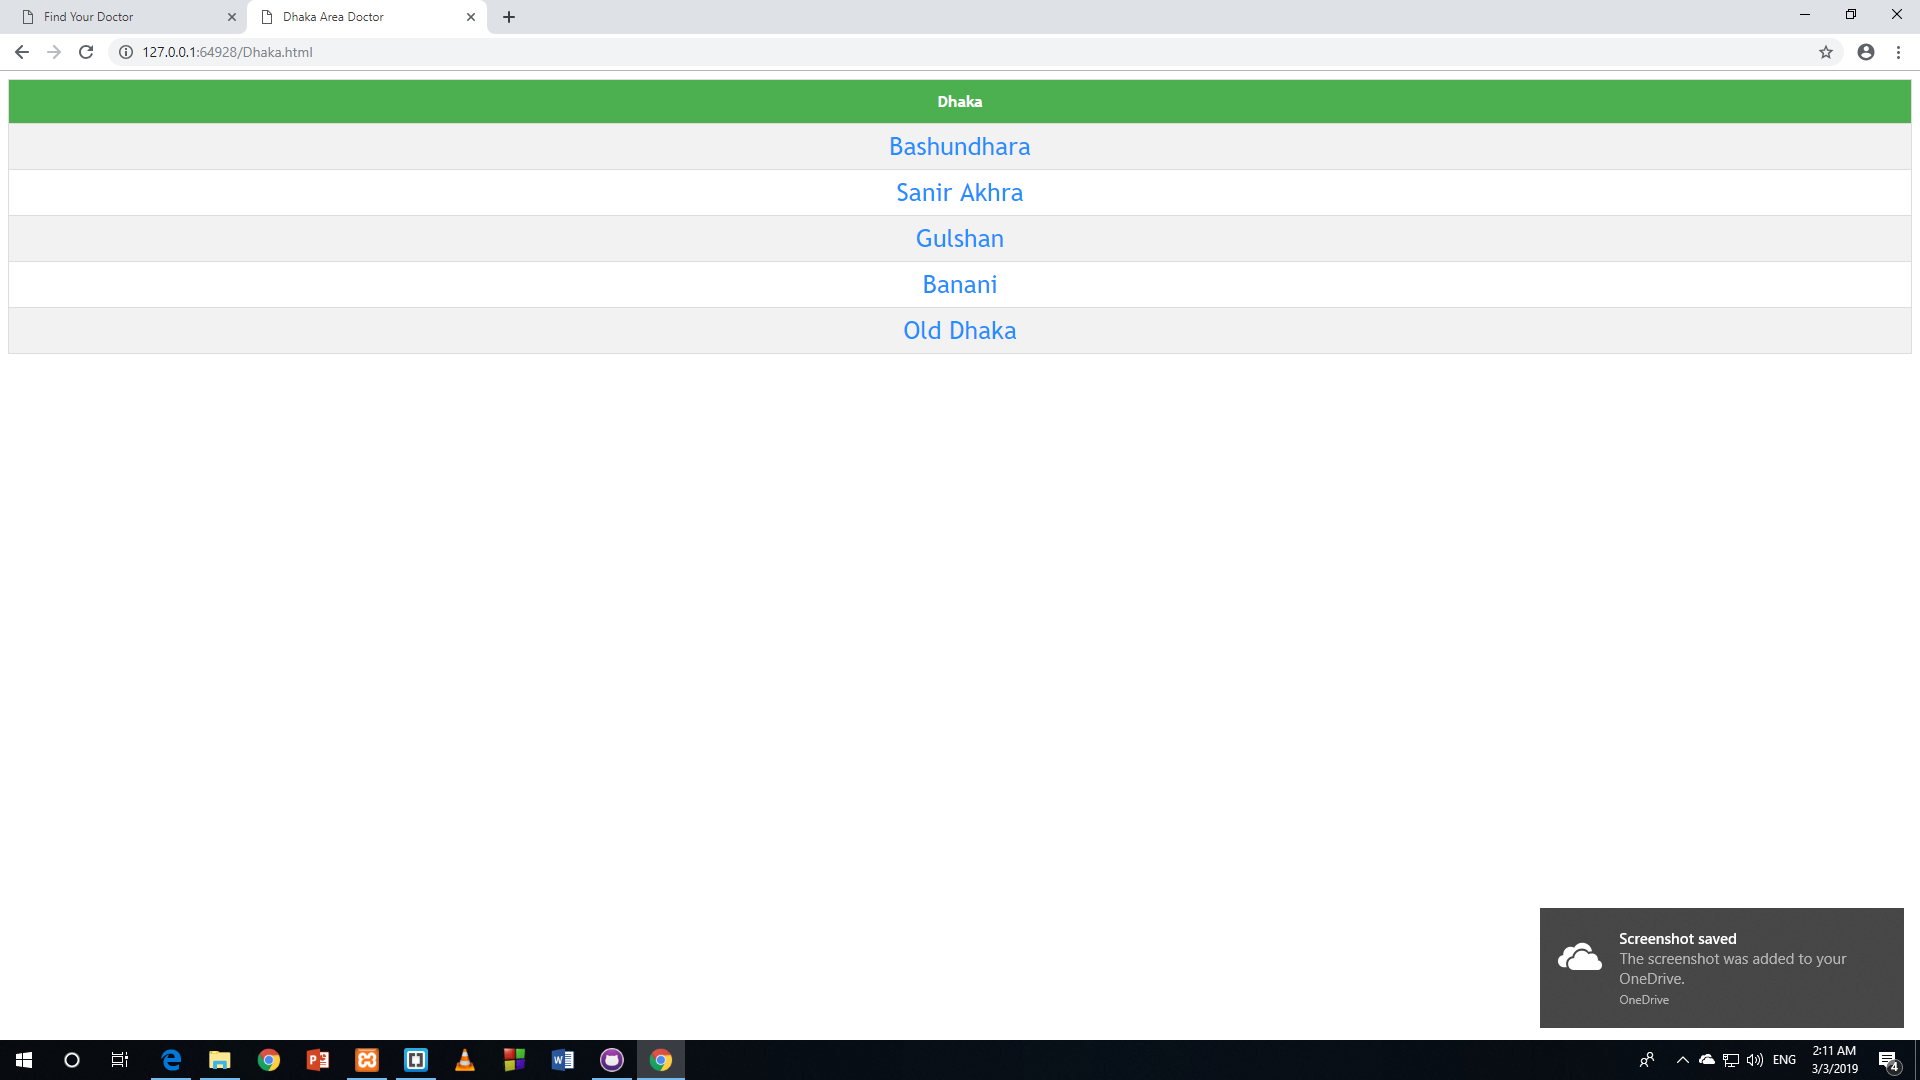 Find Your Doctor
Dhaka Area Doctor
127.0.0.1:64928/Dhaka.html
Dhaka
Bashundhara
Sanir Akhra
Gulshan
Banani
Old Dhaka
Screenshot saved
The screenshot was added to your
OneDrive.
OneDrive
ENG
2:11 AM
3/3/2019
4